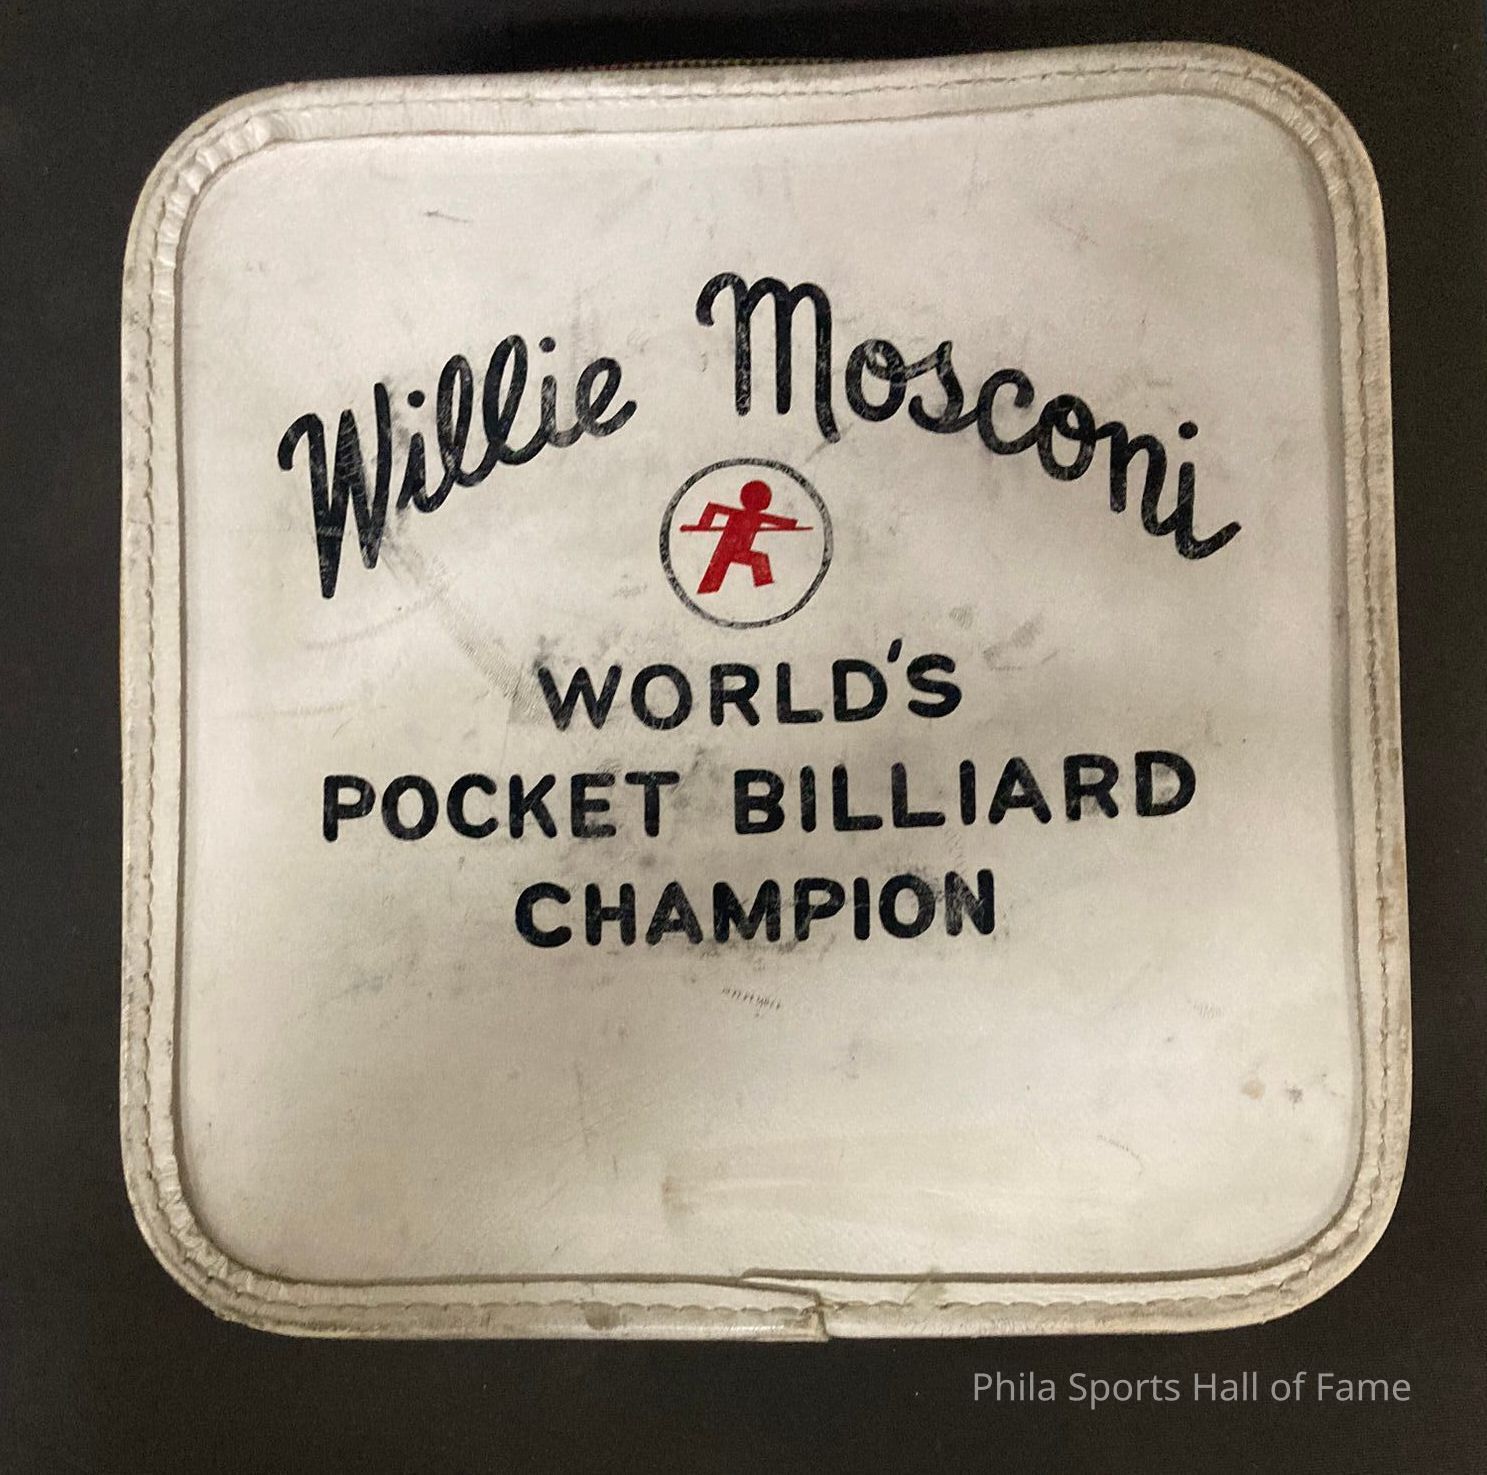 Willie Mosconi
WORLD'S
POCKET BILLIARD
CHAMPION
Phila Sports Hall of Fame